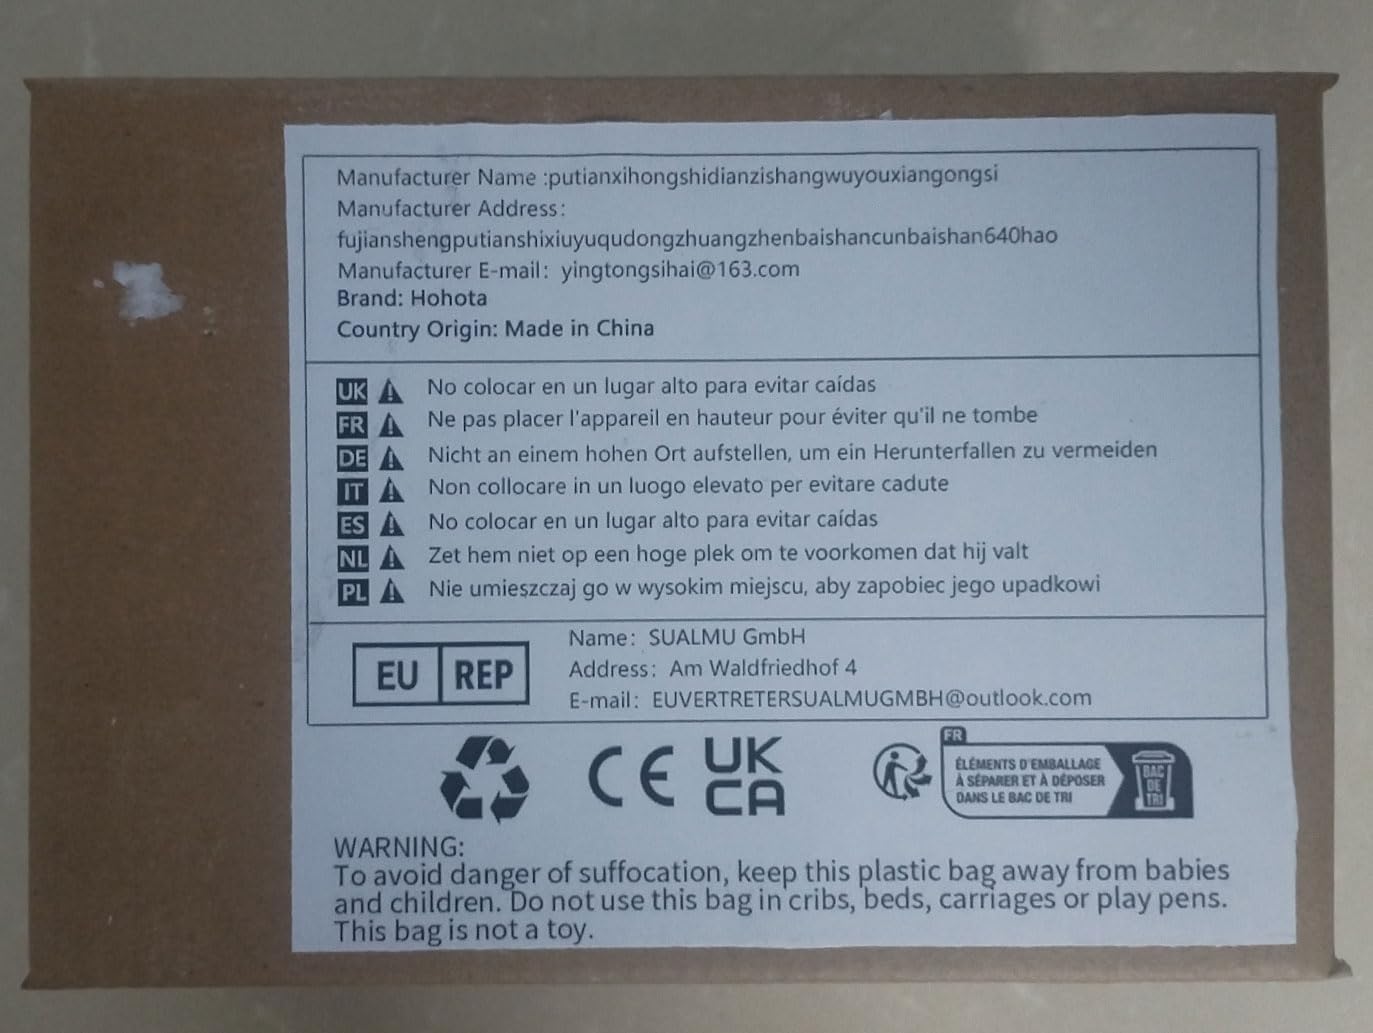 Manufacturer Name :putianxihongshidianzishangwuyouxiangongsi
Manufacturer Address:
fujianshengputianshixiuyuqudongzhuangzhenbaishancunbaishan640hao
Manufacturer E-mail: yingtongsihai@163.com
Brand: Hohota
Country Origin: Made in China
UK No colocar en un lugar alto para evitar caídas
FR Ne pas placer l'appareil en hauteur pour éviter qu'il ne tombe
DE Nicht an einem hohen Ort aufstellen, um ein Herunterfallen zu vermeiden
IT Non collocare in un luogo elevato per evitare cadute
ES No colocar en un lugar alto para evitar caídas
NL Zet hem niet op een hoge plek om te voorkomen dat hij valt
PL Nie umieszczaj go w wysokim miejscu, aby zapobiec jego upadkowi
EU REP
Name: SUALMU GmbH
Address: Am Waldfriedhof 4
E-mail: EUVERTRETERSUALMUGMBH@outlook.com
CE
UK
CA
FR
ÉLÉMENTS D'EMBALLAGE
À SÉPARER ET À DÉPOSER
DANS LE BAC DE TRI
BAC
DE
TRI
WARNING:
To avoid danger of suffocation, keep this plastic bag away from babies
and children. Do not use this bag in cribs, beds, carriages or play pens.
This bag is not a toy.